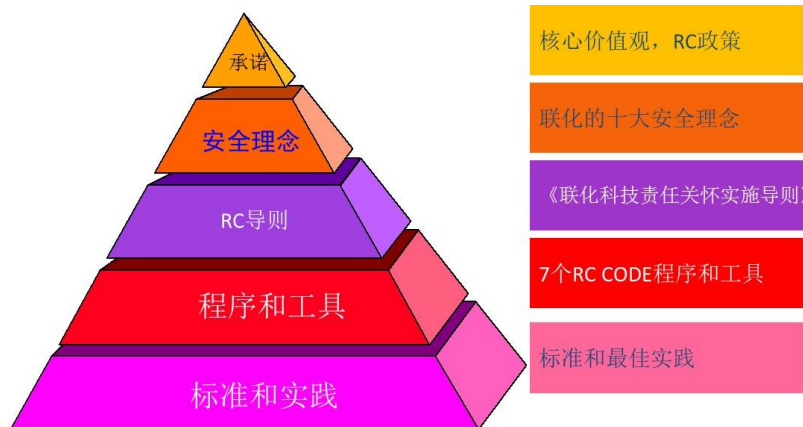 承诺
核心价值观，RC政策
安全理念
联化的十大安全理念
RC导则
《联化科技责任关怀实施导则》
程序和工具
7个RC CODE程序和工具
标准和实践
标准和最佳实践